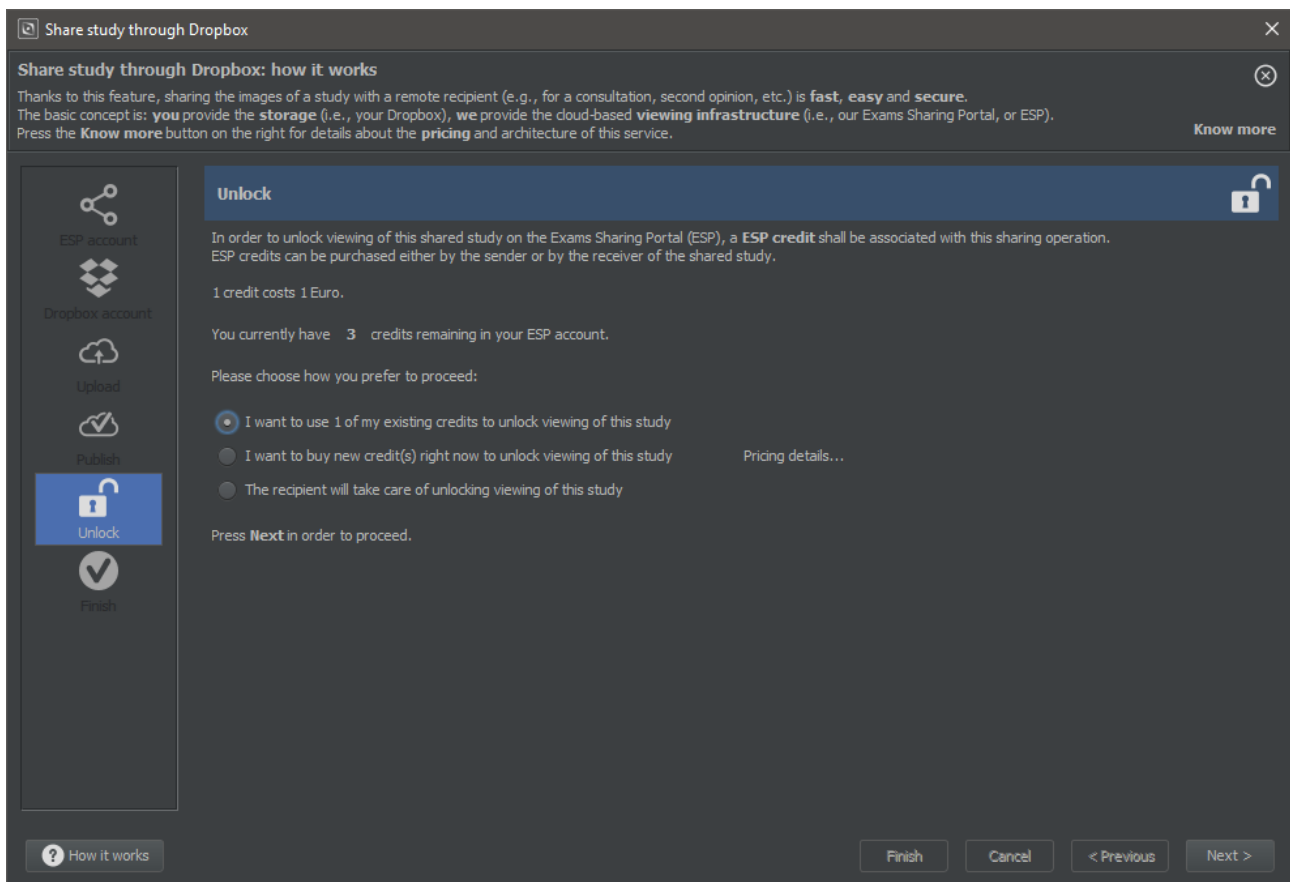 Share study through Dropbox
Share study through Dropbox: how it works
Thanks to this feature, sharing the images of a study with a remote recipient (e.g., for a consultation, second opinion, etc.) is fast, easy and secure.
The basic concept is: you provide the storage (i.e., your Dropbox), we provide the cloud-based viewing infrastructure (i.e., our Exams Sharing Portal, or ESP).
Press the Know more button on the right for details about the pricing and architecture of this service.
Know more
ESP account
Dropbox account
Upload
Publish
Unlock
Finish
Unlock
In order to unlock viewing of this shared study on the Exams Sharing Portal (ESP), a ESP credit shall be associated with this sharing operation.
ESP credits can be purchased either by the sender or by the receiver of the shared study.
1 credit costs 1 Euro.
You currently have 3 credits remaining in your ESP account.
Please choose how you prefer to proceed:
I want to use 1 of my existing credits to unlock viewing of this study
I want to buy new credit(s) right now to unlock viewing of this study Pricing details...
The recipient will take care of unlocking viewing of this study
Press Next in order to proceed.
? How it works
Finish
Cancel
< Previous
Next >